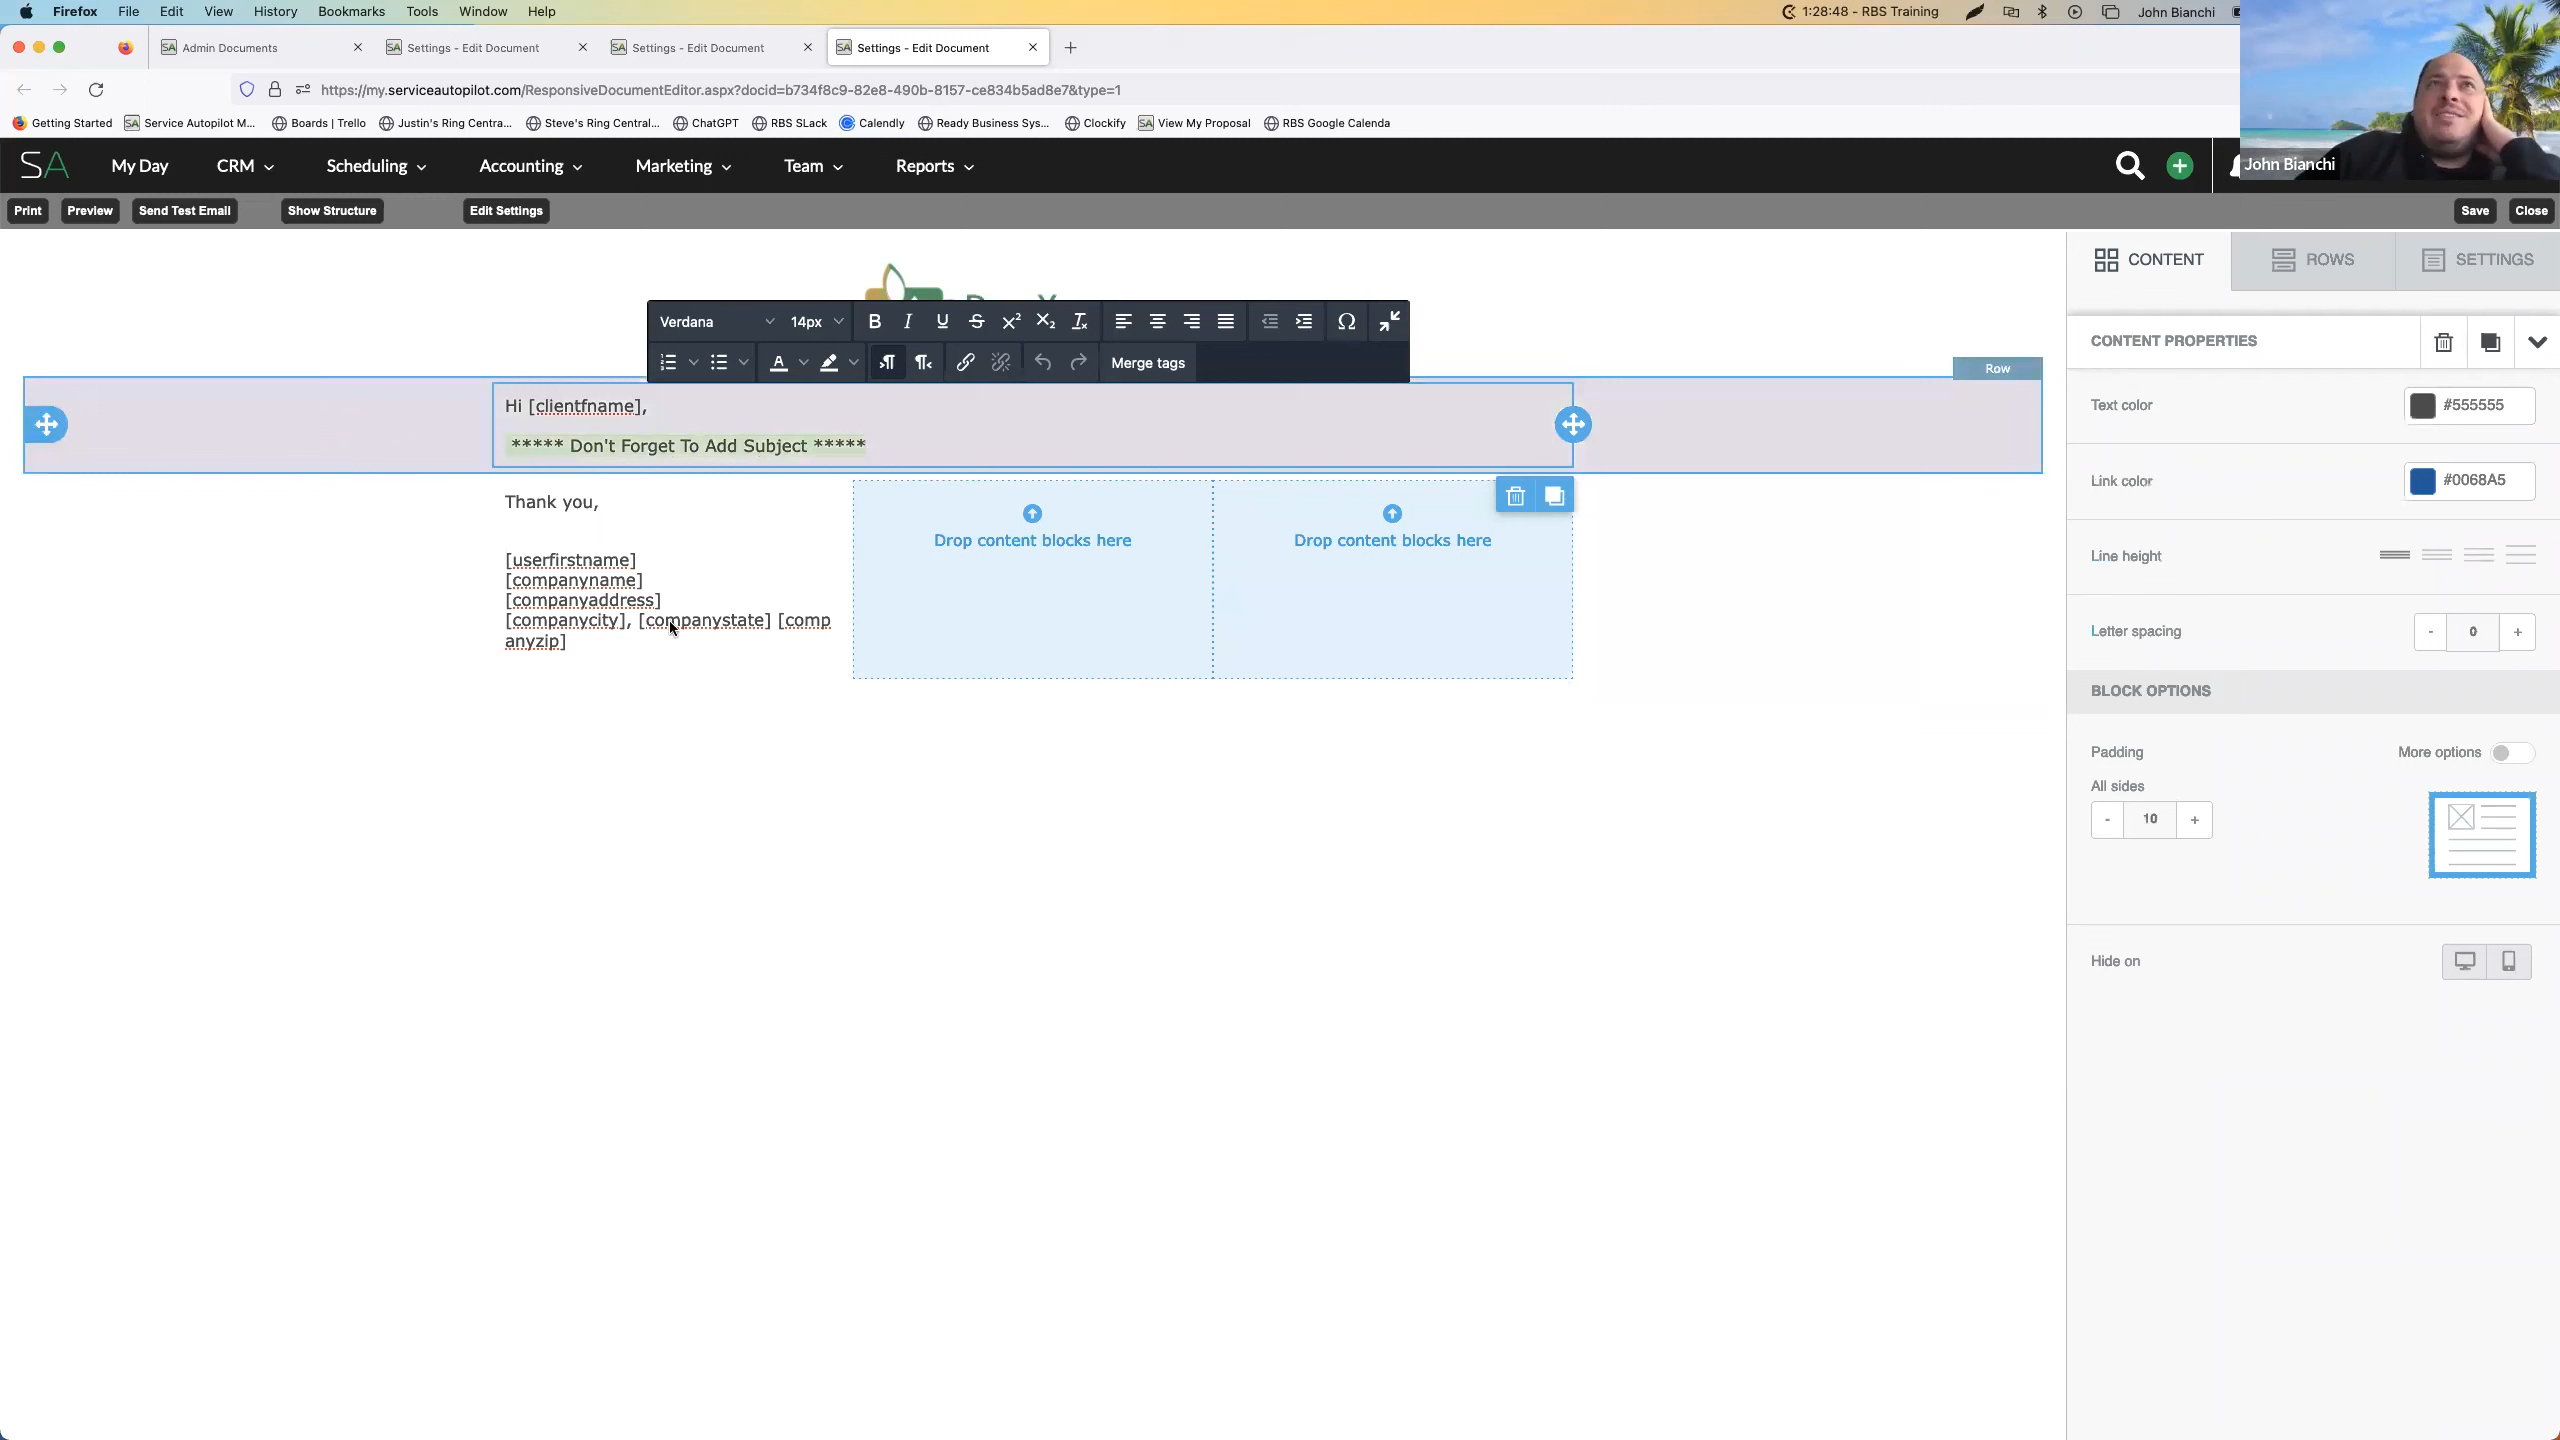 Firefox File Edit View History Bookmarks Tools Window Help 1:28:48 - RBS Training John Bianchi
Admin Documents Settings - Edit Document Settings - Edit Document Settings - Edit Document
https://my.serviceautopilot.com/ResponsiveDocumentEditor.aspx?docid=b734f8c9-82e8-490b-8157-ce834b5ad8e7&type=1
Getting Started Service Autopilot M... Boards | Trello Justin's Ring Centra... Steve's Ring Central... ChatGPT RBS SLack Calendly Ready Business Sys... Clockify View My Proposal RBS Google Calenda
John Bianchi
SA My Day CRM Scheduling Accounting Marketing Team Reports
Print Preview Send Test Email Show Structure Edit Settings Save Close
CONTENT ROWS SETTINGS
Verdana 14px
Merge tags
Row
Hi [clientfname],
***** Don't Forget To Add Subject *****
Thank you,
[userfirstname]
[companyname]
[companyaddress]
[companycity], [companystate] [comp
anyzip]
Drop content blocks here
Drop content blocks here
CONTENT PROPERTIES
Text color #555555
Link color #0068A5
Line height
Letter spacing - 0 +
BLOCK OPTIONS
Padding More options
All sides
- 10 +
Hide on